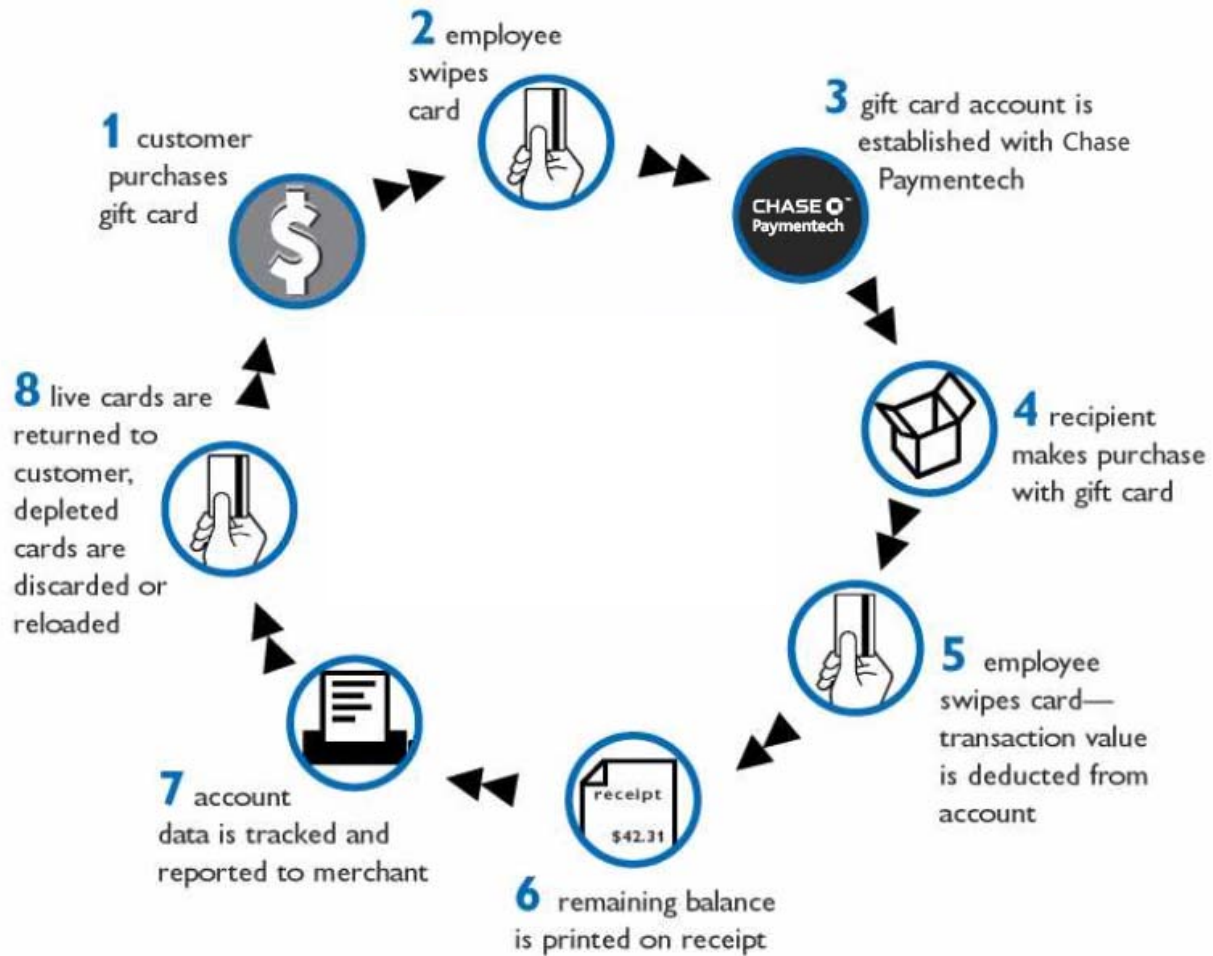 1 customer
purchases
gift card
2 employee
swipes
card
3 gift card account is
established with Chase
Paymentech
CHASE
Paymentech
4 recipient
makes purchase
with gift card
5 employee
swipes card—
transaction value
is deducted from
account
receipt
$42.31
6 remaining balance
is printed on receipt
7 account
data is tracked and
reported to merchant
8 live cards are
returned to
customer,
depleted
cards are
discarded or
reloaded